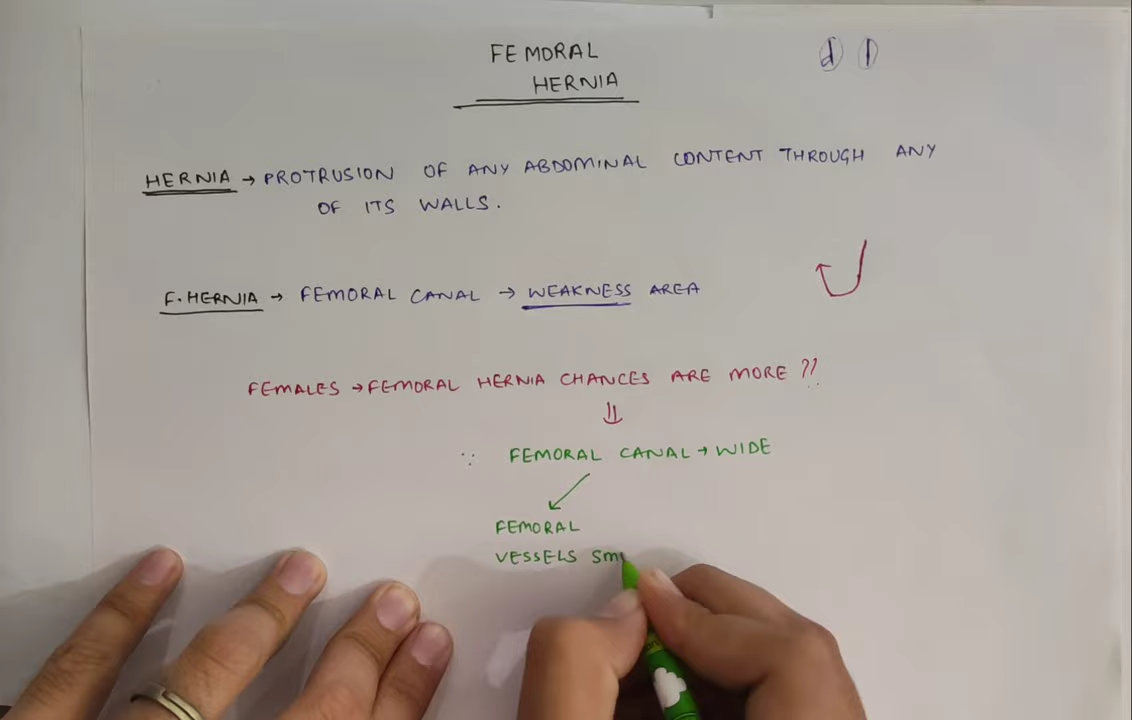 FEMORAL
HERNIA
HERNIA → PROTRUSION OF ANY ABDOMINAL CONTENT THROUGH ANY
OF ITS WALLS.
F. HERNIA → FEMORAL CANAL → WEAKNESS AREA
FEMALES → FEMORAL HERNIA CHANCES ARE MORE ??
⇓
∵ FEMORAL CANAL → WIDE
FEMORAL
VESSELS SM